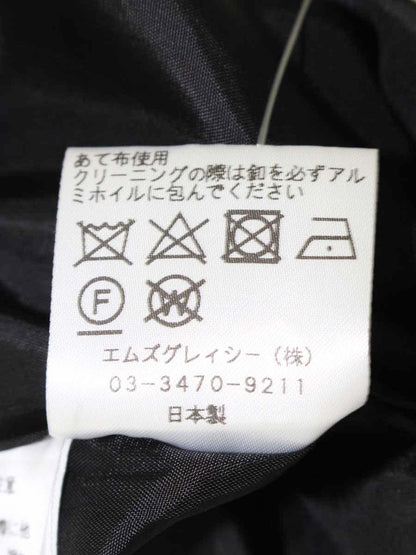 あて布使用
クリーニングの際は釦を必ずアル
ミホイルに包んでください
F
W
エムズグレイシー(株)
03-3470-9211
日本製